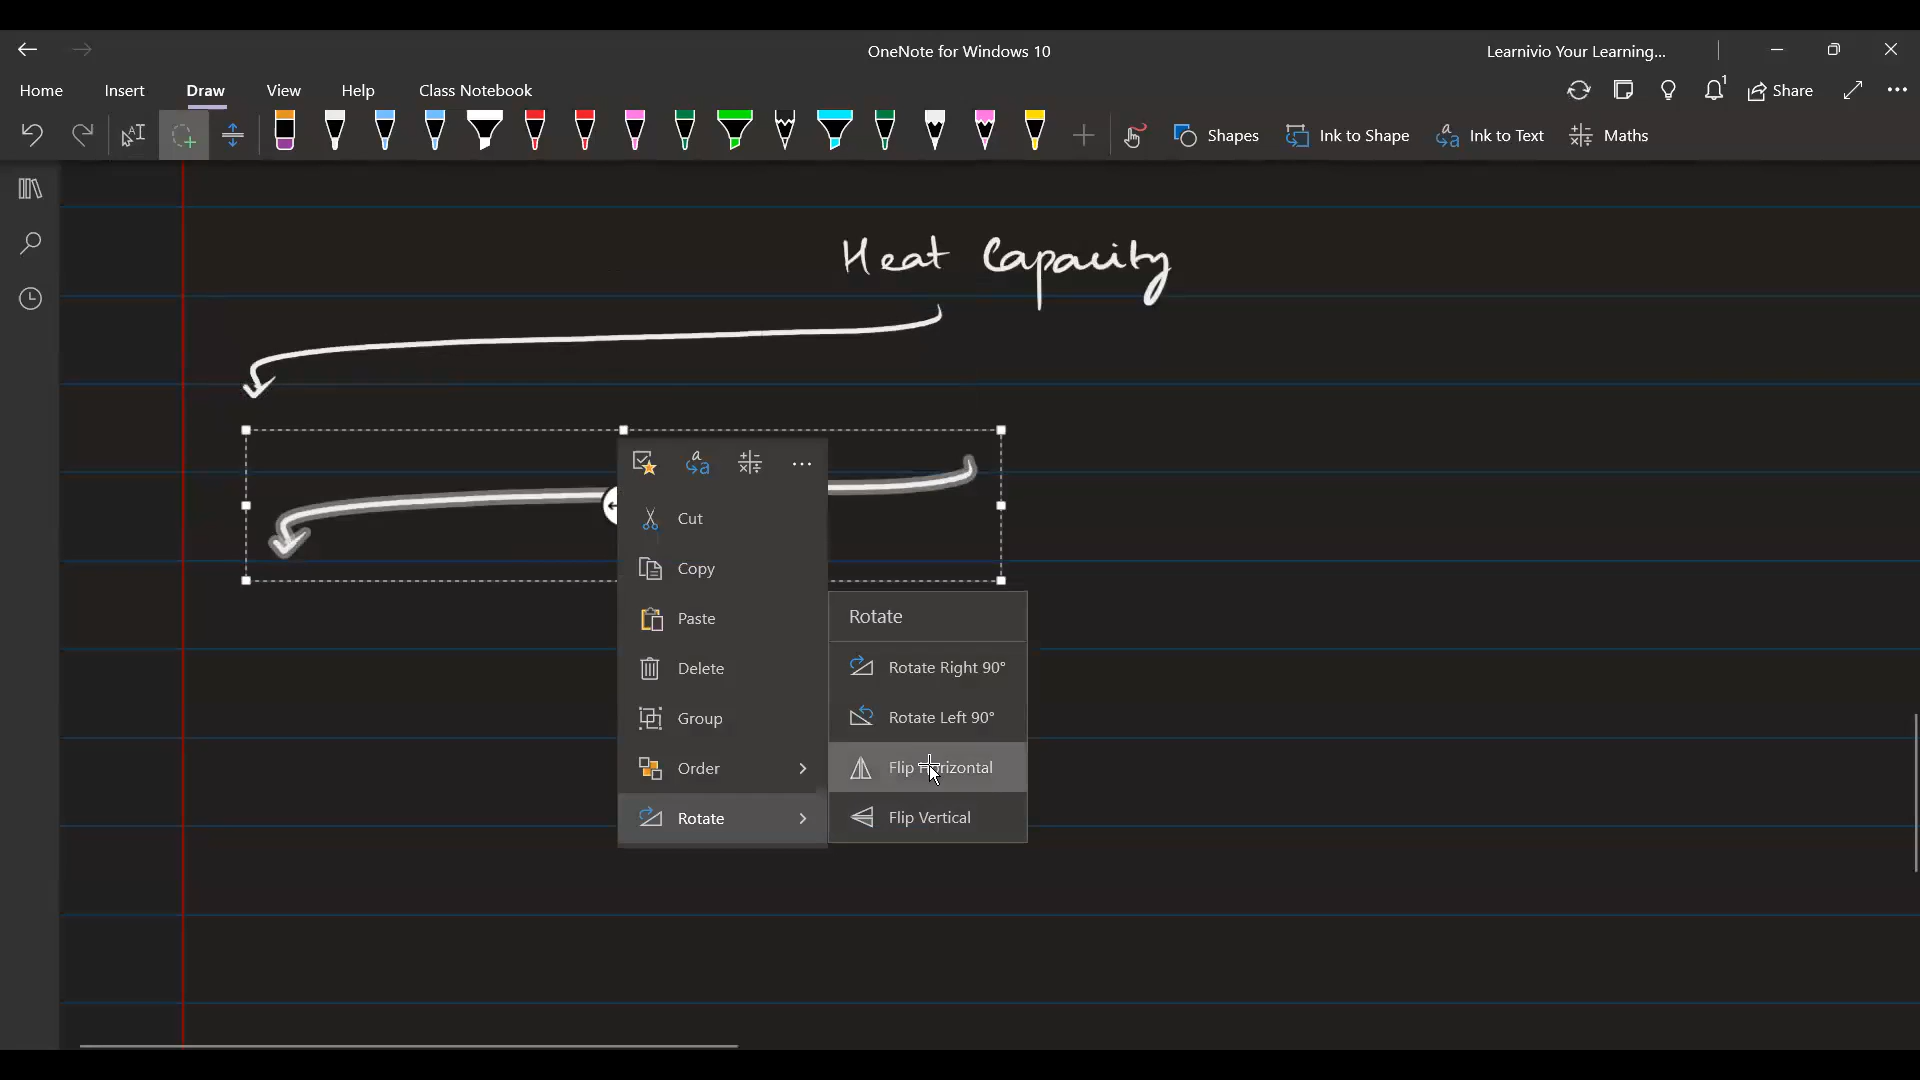 OneNote for Windows 10
Learnivio Your Learning...
Home Insert Draw View Help Class Notebook
1
Share
Shapes
Ink to Shape
Ink to Text
Maths
Heat Capacity
Cut
Copy
Paste
Delete
Group
Order
Rotate
Rotate
Rotate Right 90°
Rotate Left 90°
Flip Horizontal
Flip Vertical